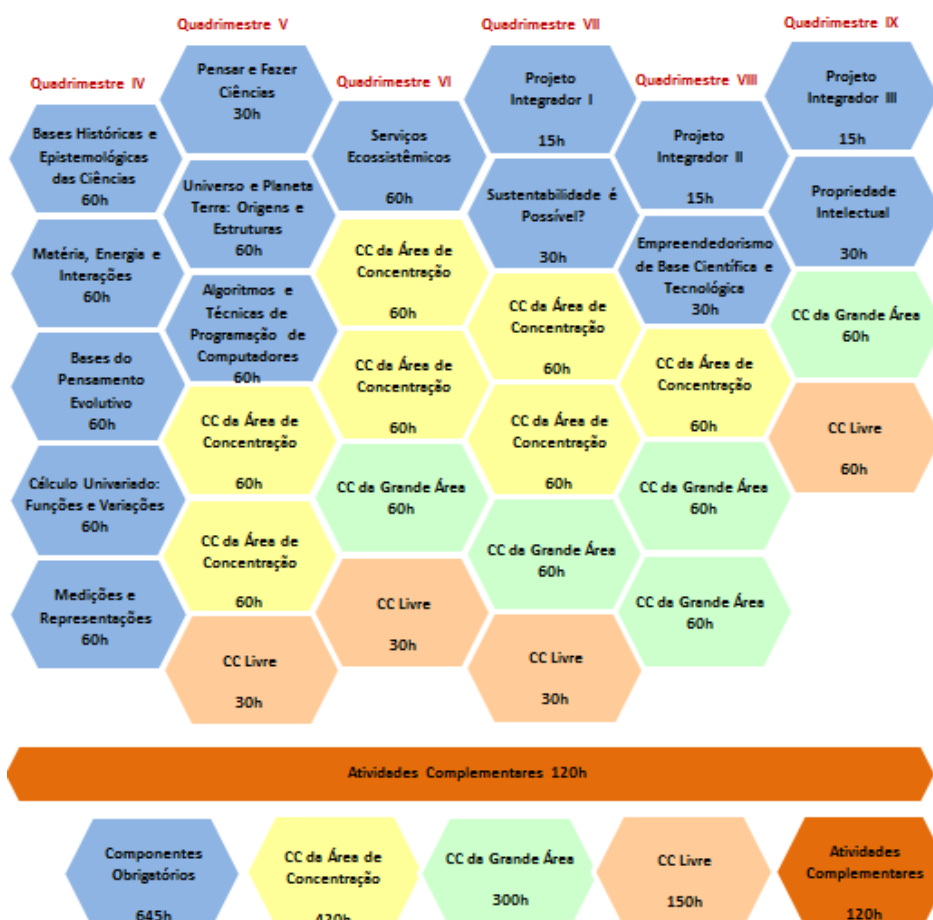 Quadrimestre IV
Bases Históricas e
Epistemológicas
das Ciências
60h
Matéria, Energia e
Interações
60h
Bases do
Pensamento
Evolutivo
60h
Cálculo Univariado:
Funções e Variações
60h
Medições e
Representações
60h
Quadrimestre V
Pensar e Fazer
Ciências
30h
Universo e Planeta
Terra: Origens e
Estruturas
60h
Algoritmos e
Técnicas de
Programação de
Computadores
60h
CC da Área de
Concentração
60h
CC da Área de
Concentração
60h
CC Livre
30h
Quadrimestre VI
Serviços
Ecossistêmicos
60h
CC da Área de
Concentração
60h
CC da Área de
Concentração
60h
CC da Grande Área
60h
CC Livre
30h
Quadrimestre VII
Projeto
Integrador I
15h
Sustentabilidade é
Possível?
30h
CC da Área de
Concentração
60h
CC da Área de
Concentração
60h
CC da Grande Área
60h
CC Livre
30h
Quadrimestre VIII
Projeto
Integrador II
15h
Empreendedorismo
de Base Científica e
Tecnológica
30h
CC da Área de
Concentração
60h
CC da Grande Área
60h
CC da Grande Área
60h
Quadrimestre IX
Projeto
Integrador III
15h
Propriedade
Intelectual
30h
CC da Grande Área
60h
CC Livre
60h
Atividades Complementares 120h
Componentes
Obrigatórios
645h
CC da Área de
Concentração
420h
CC da Grande Área
300h
CC Livre
150h
Atividades
Complementares
120h